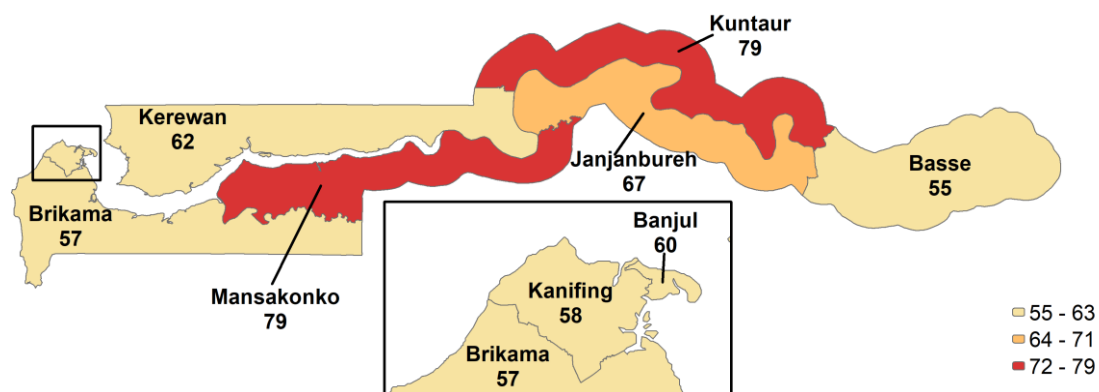 Kuntaur
79
Kerewan
62
Janjanbureh
67
Basse
55
Brikama
57
Mansakonko
79
Banjul
60
Kanifing
58
Brikama
57
55 - 63
64 - 71
72 - 79